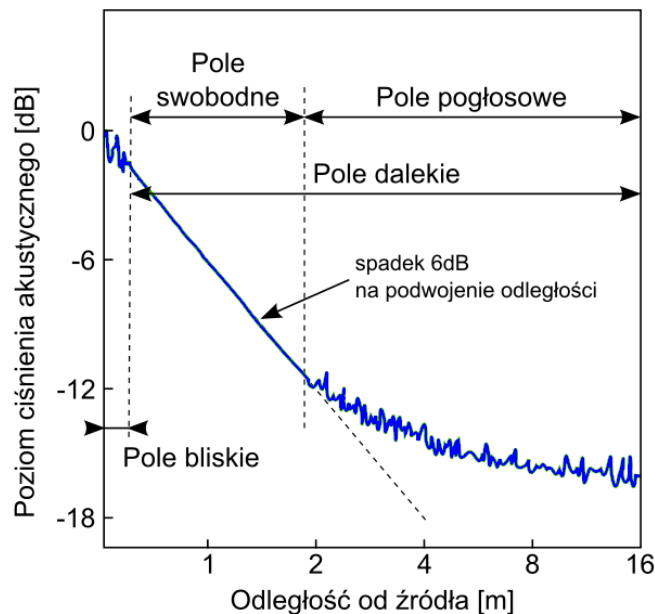 Pole
swobodne
Pole pogłosowe
Pole dalekie
spadek 6dB
na podwojenie odległości
Pole bliskie
Poziom ciśnienia akustycznego [dB]
0
-6
-12
-18
1
2
4
8
16
Odległość od źródła [m]